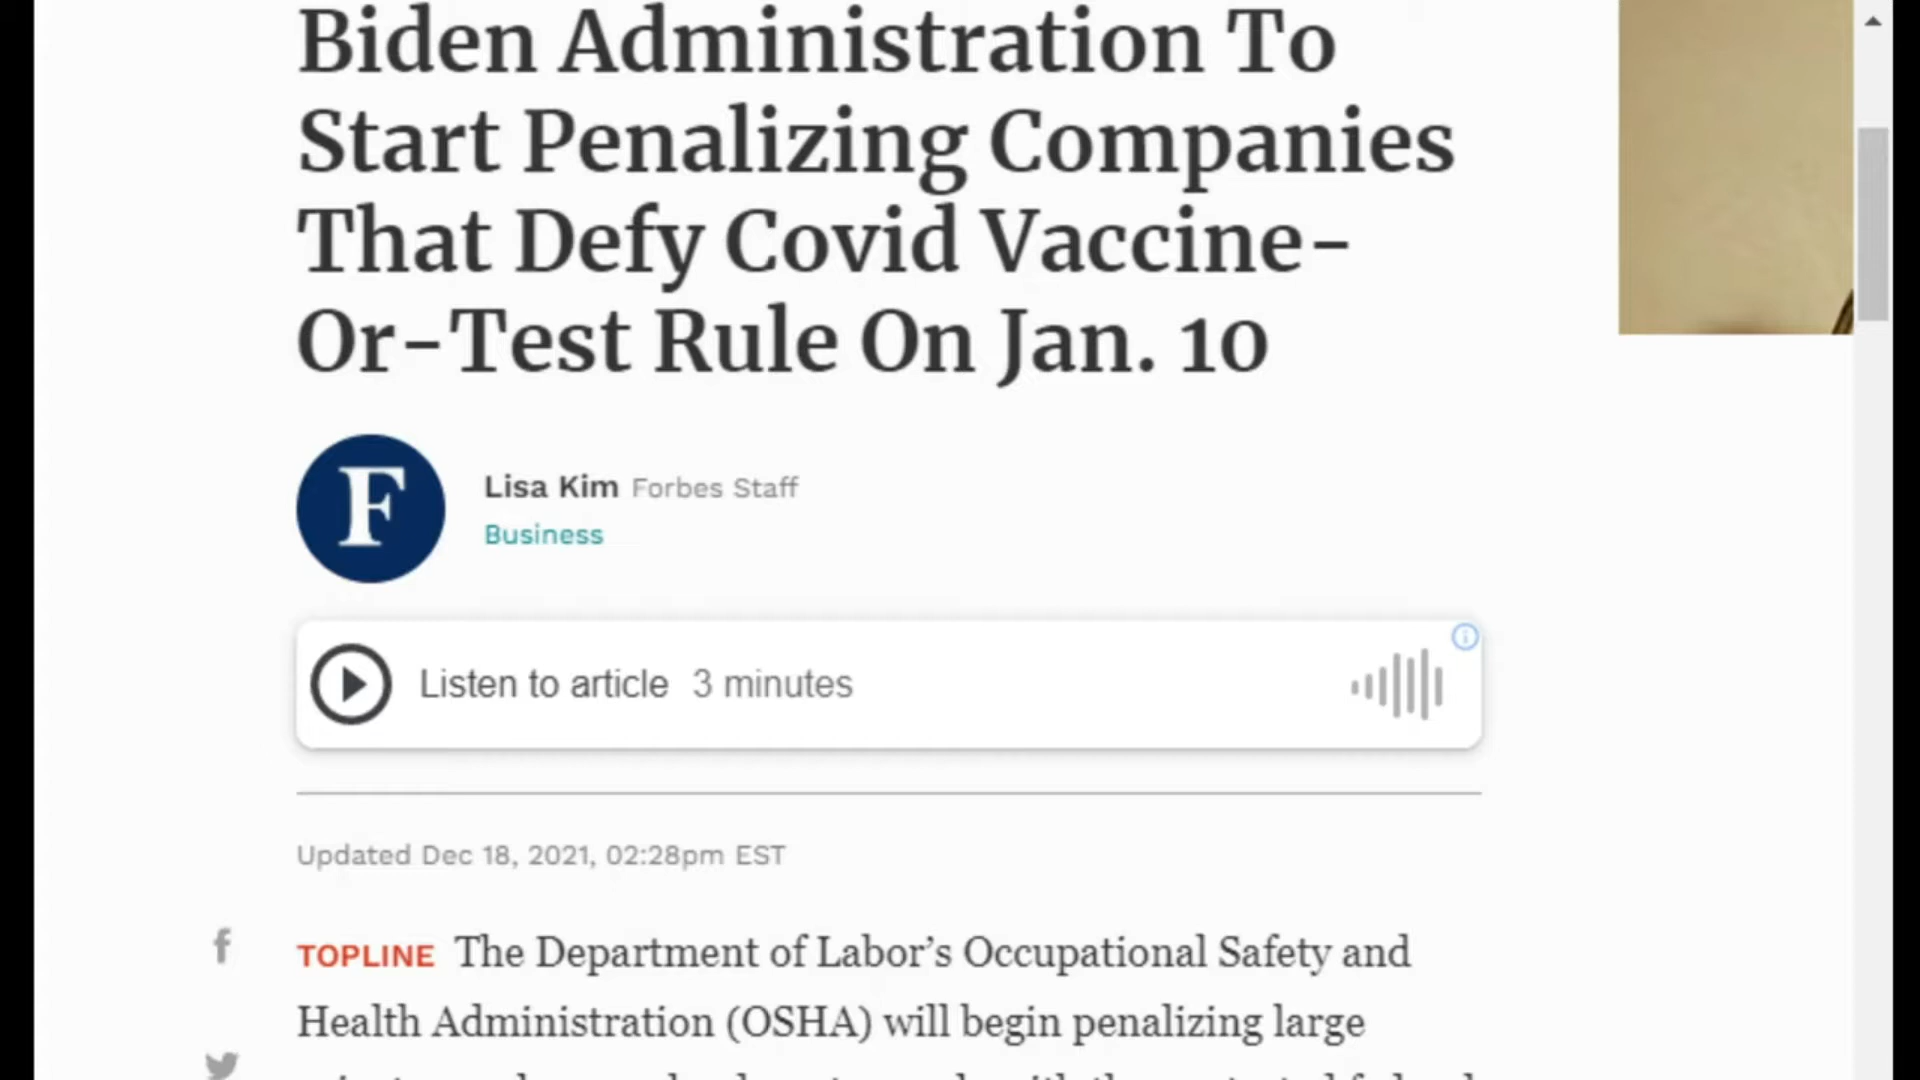 Biden Administration To
Start Penalizing Companies
That Defy Covid Vaccine-
Or-Test Rule On Jan. 10
F
Lisa Kim Forbes Staff
Business
Listen to article 3 minutes
Updated Dec 18, 2021, 02:28pm EST
TOPLINE The Department of Labor’s Occupational Safety and
Health Administration (OSHA) will begin penalizing large